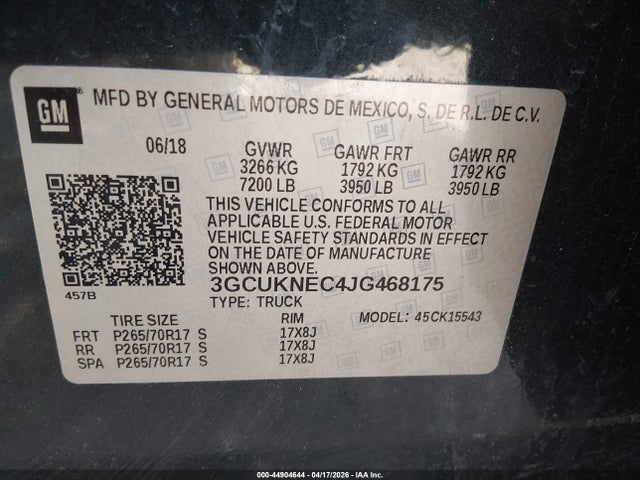 GM
MFD BY GENERAL MOTORS DE MEXICO, S. DE R.L. DE C.V.
06/18 GVWR GAWR FRT GAWR RR
3266 KG 1792 KG 1792 KG
7200 LB 3950 LB 3950 LB
THIS VEHICLE CONFORMS TO ALL
APPLICABLE U.S. FEDERAL MOTOR
VEHICLE SAFETY STANDARDS IN EFFECT
ON THE DATE OF MANUFACTURE
SHOWN ABOVE.
457B 3GCUKNEC4JG468175
TYPE: TRUCK
TIRE SIZE RIM MODEL: 45CK15543
FRT P265/70R17 S 17X8J
RR P265/70R17 S 17X8J
SPA P265/70R17 S 17X8J
000-44904644 - 04/17/2026 - IAA Inc.